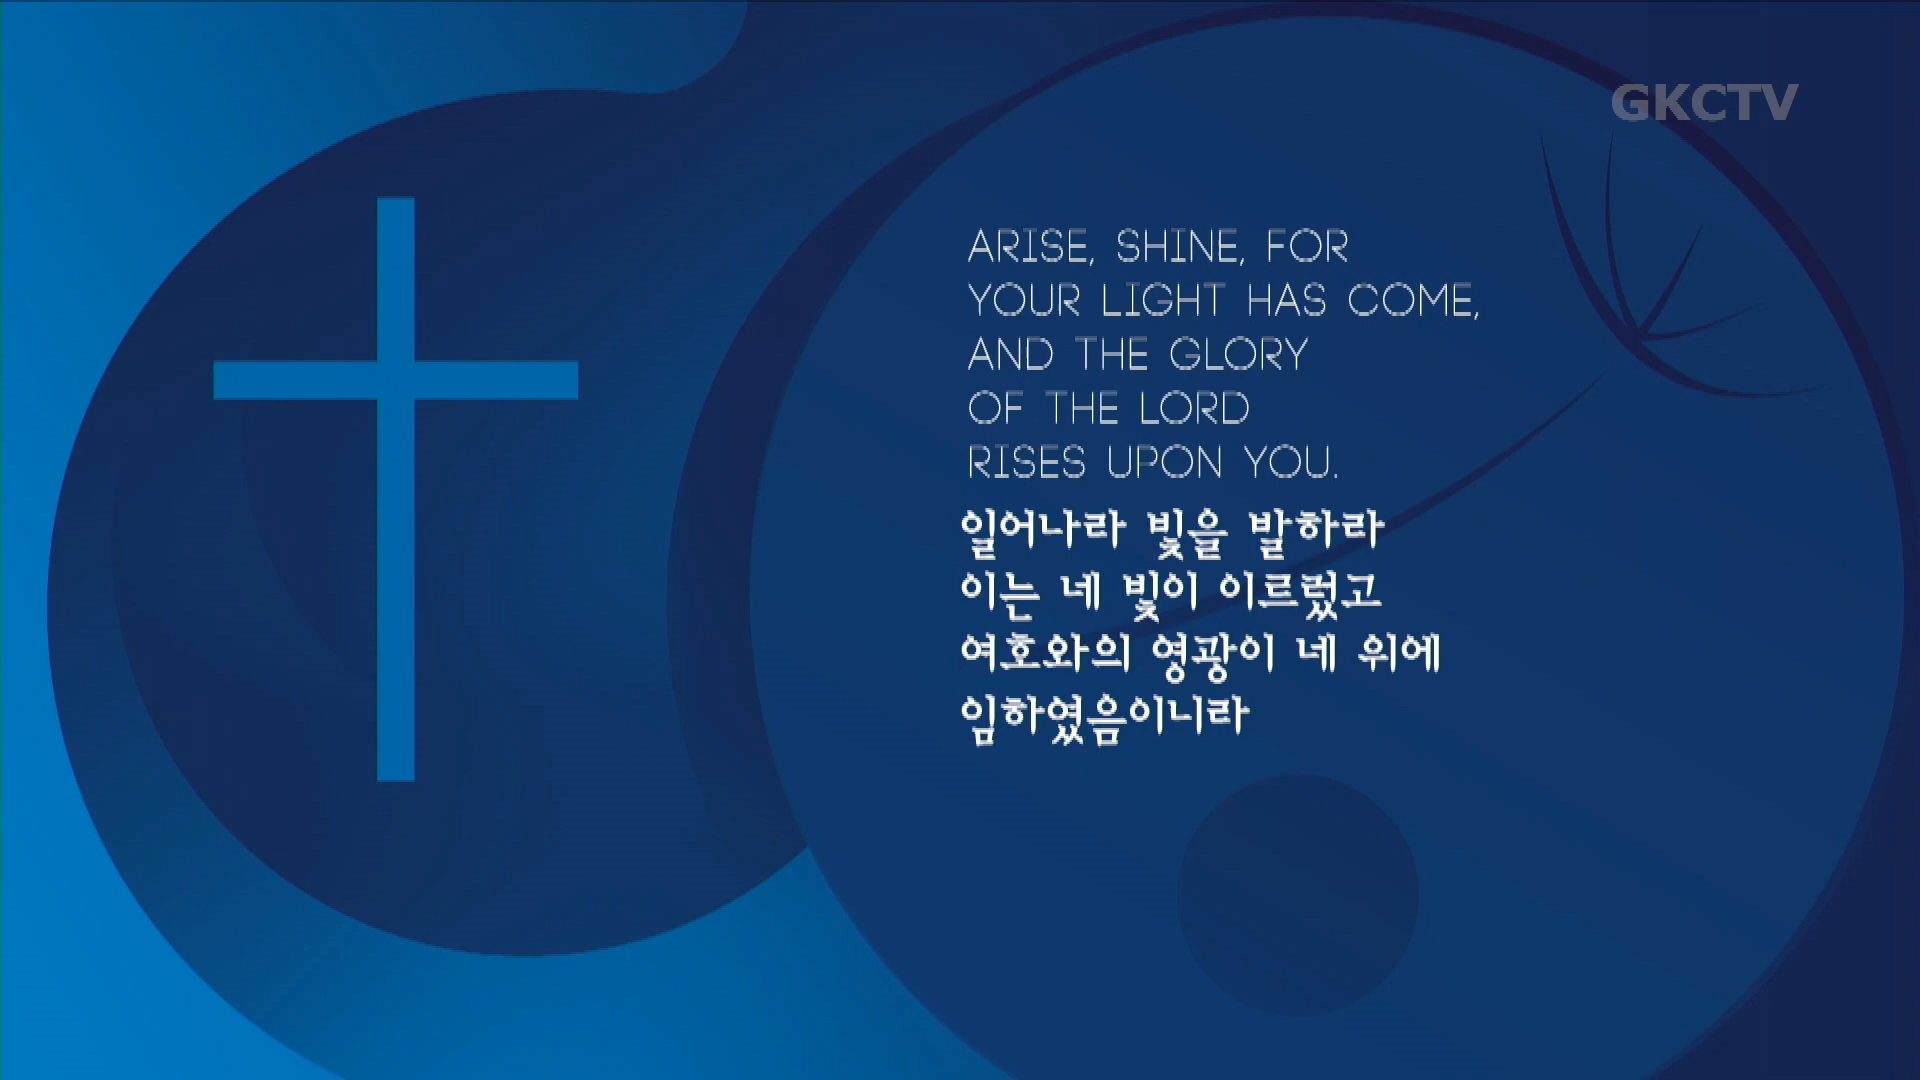 GKCTV
ARISE, SHINE, FOR
YOUR LIGHT HAS COME,
AND THE GLORY
OF THE LORD
RISES UPON YOU.
일어나라 빛을 발하라
이는 네 빛이 이르렀고
여호와의 영광이 네 위에
임하였음이니라